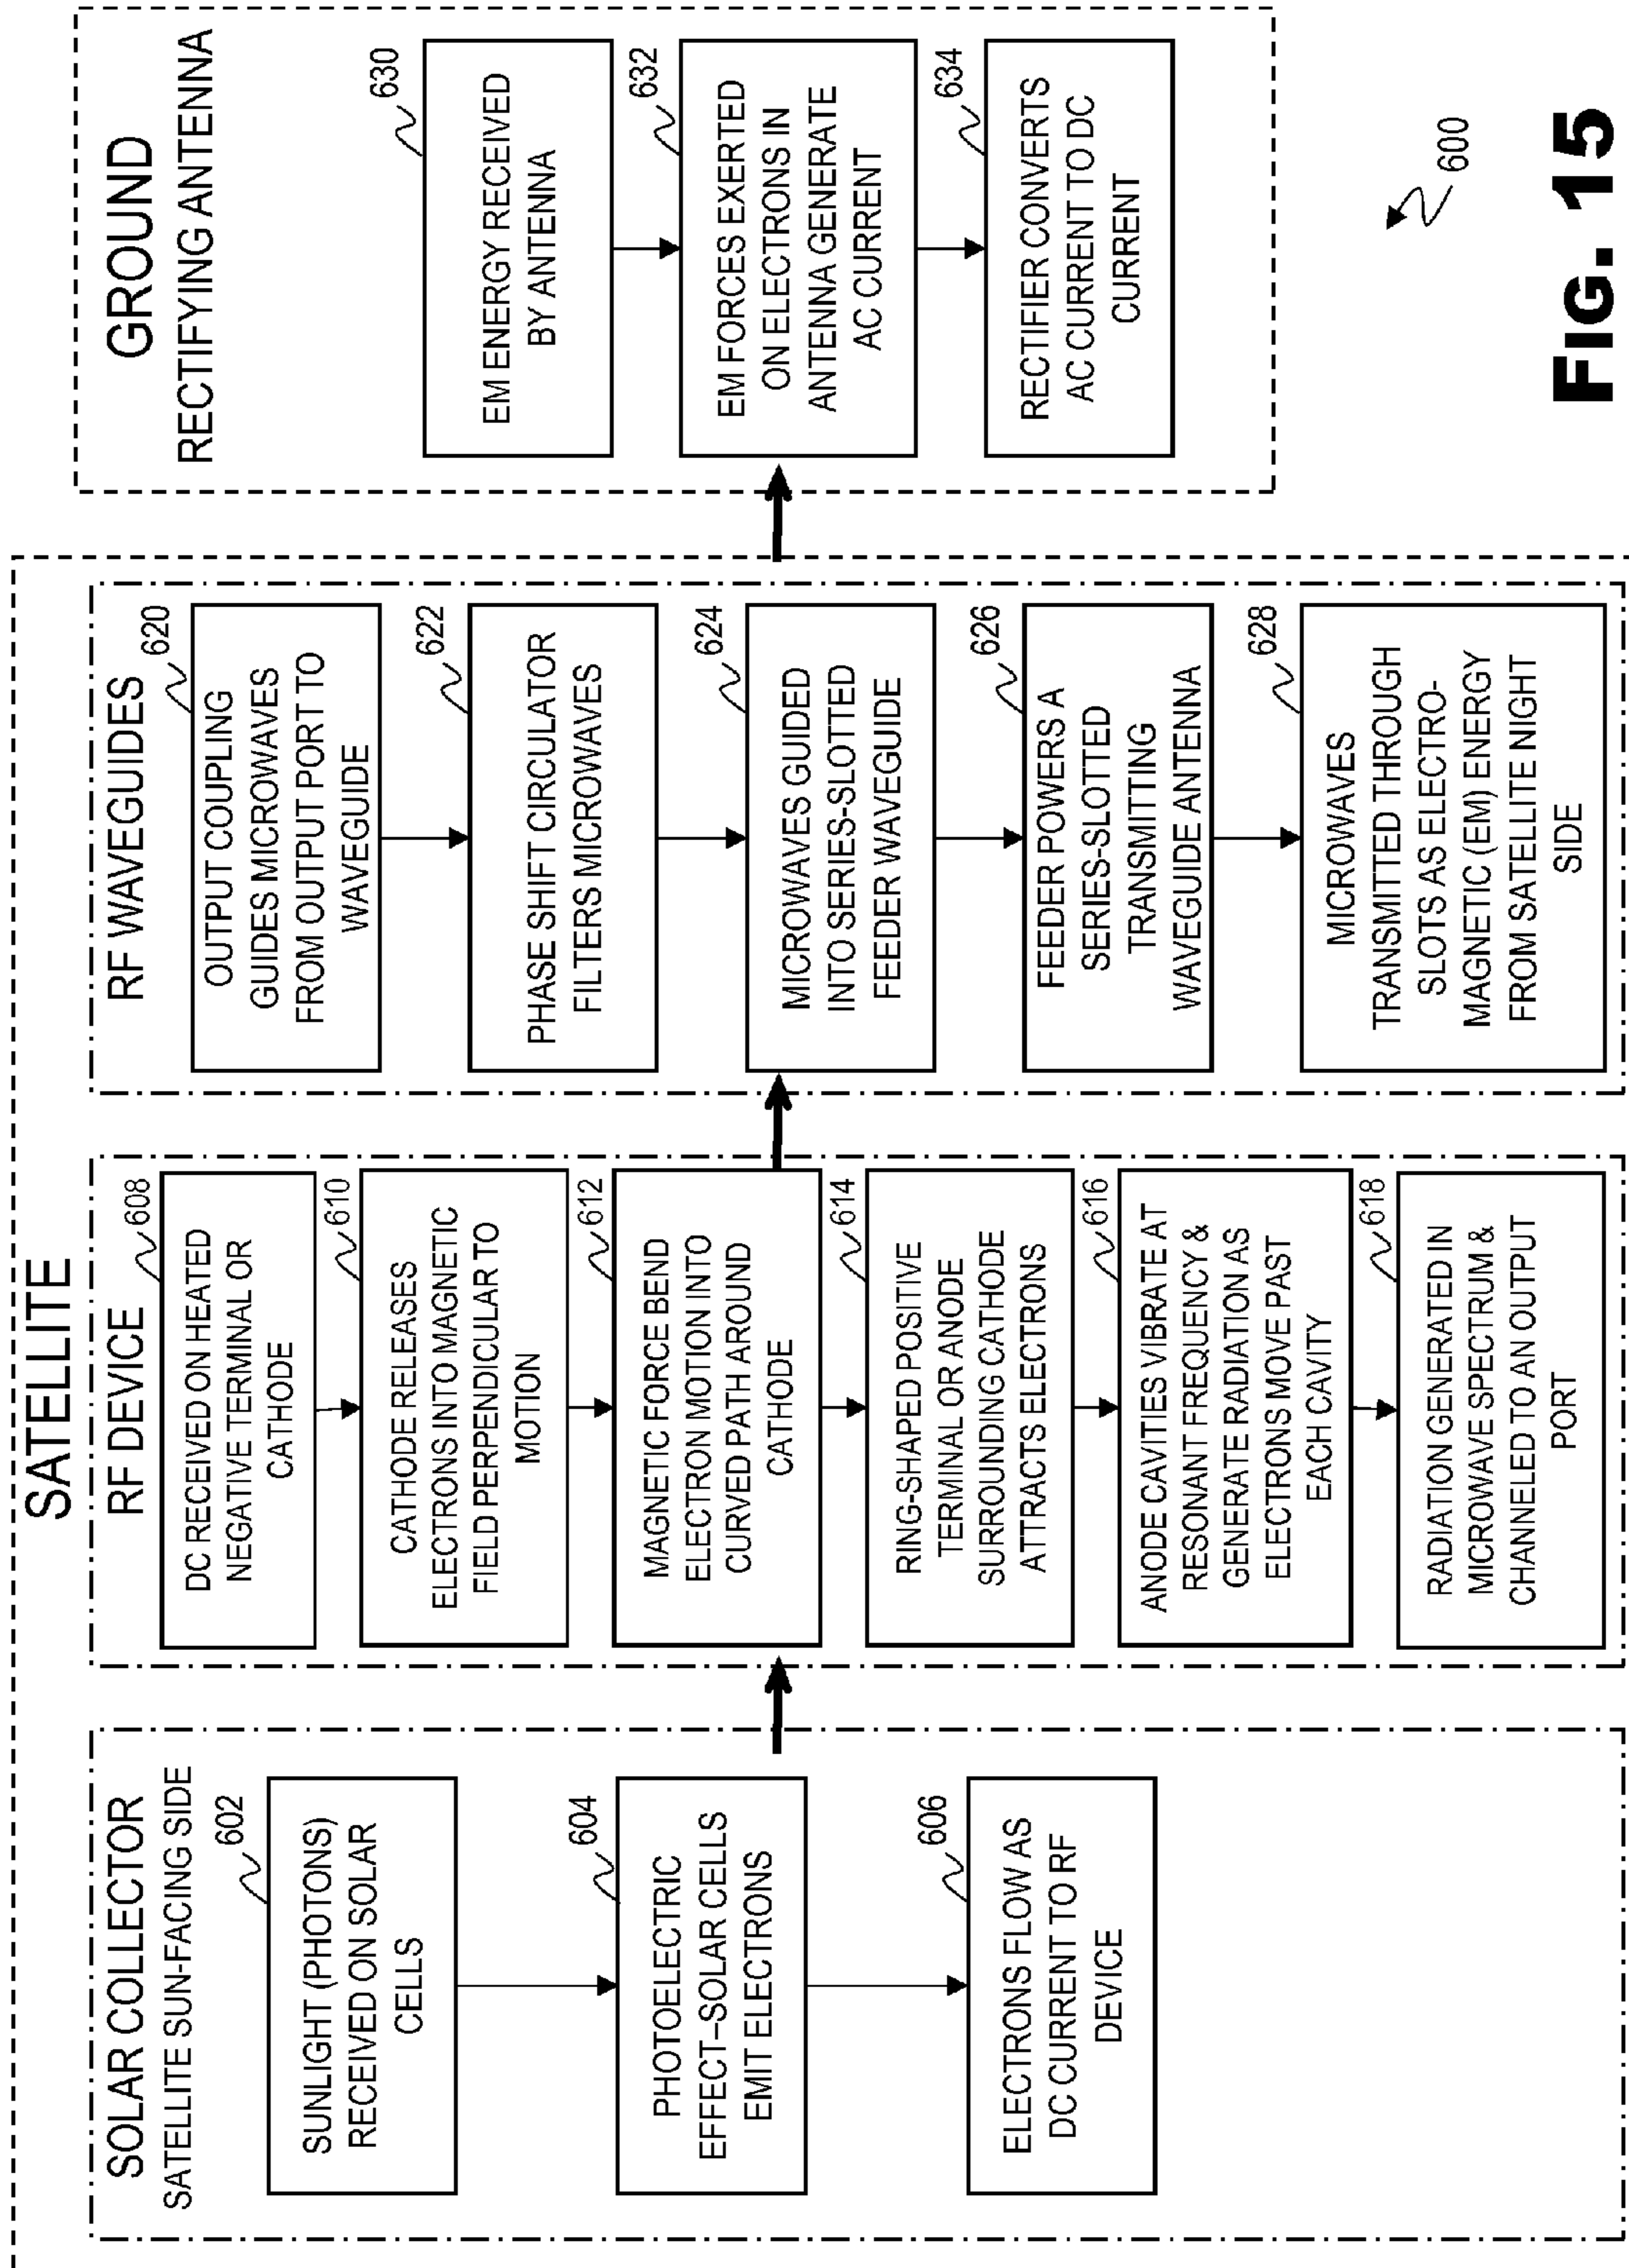 SATELLITE
SOLAR COLLECTOR
SATELLITE SUN-FACING SIDE
602
SUNLIGHT (PHOTONS)
RECEIVED ON SOLAR
CELLS
604
PHOTOELECTRIC
EFFECT–SOLAR CELLS
EMIT ELECTRONS
606
ELECTRONS FLOW AS
DC CURRENT TO RF
DEVICE
RF DEVICE
608
DC RECEIVED ON HEATED
NEGATIVE TERMINAL OR
CATHODE
610
CATHODE RELEASES
ELECTRONS INTO MAGNETIC
FIELD PERPENDICULAR TO
MOTION
612
MAGNETIC FORCE BEND
ELECTRON MOTION INTO
CURVED PATH AROUND
CATHODE
614
RING-SHAPED POSITIVE
TERMINAL OR ANODE
SURROUNDING CATHODE
ATTRACTS ELECTRONS
616
ANODE CAVITIES VIBRATE AT
RESONANT FREQUENCY &
GENERATE RADIATION AS
ELECTRONS MOVE PAST
EACH CAVITY
618
RADIATION GENERATED IN
MICROWAVE SPECTRUM &
CHANNELED TO AN OUTPUT
PORT
RF WAVEGUIDES
620
OUTPUT COUPLING
GUIDES MICROWAVES
FROM OUTPUT PORT TO
WAVEGUIDE
622
PHASE SHIFT CIRCULATOR
FILTERS MICROWAVES
624
MICROWAVES GUIDED
INTO SERIES-SLOTTED
FEEDER WAVEGUIDE
626
FEEDER POWERS A
SERIES-SLOTTED
TRANSMITTING
WAVEGUIDE ANTENNA
628
MICROWAVES
TRANSMITTED THROUGH
SLOTS AS ELECTRO-
MAGNETIC (EM) ENERGY
FROM SATELLITE NIGHT
SIDE
GROUND
RECTIFYING ANTENNA
630
EM ENERGY RECEIVED
BY ANTENNA
632
EM FORCES EXERTED
ON ELECTRONS IN
ANTENNA GENERATE
AC CURRENT
634
RECTIFIER CONVERTS
AC CURRENT TO DC
CURRENT
600
FIG. 15